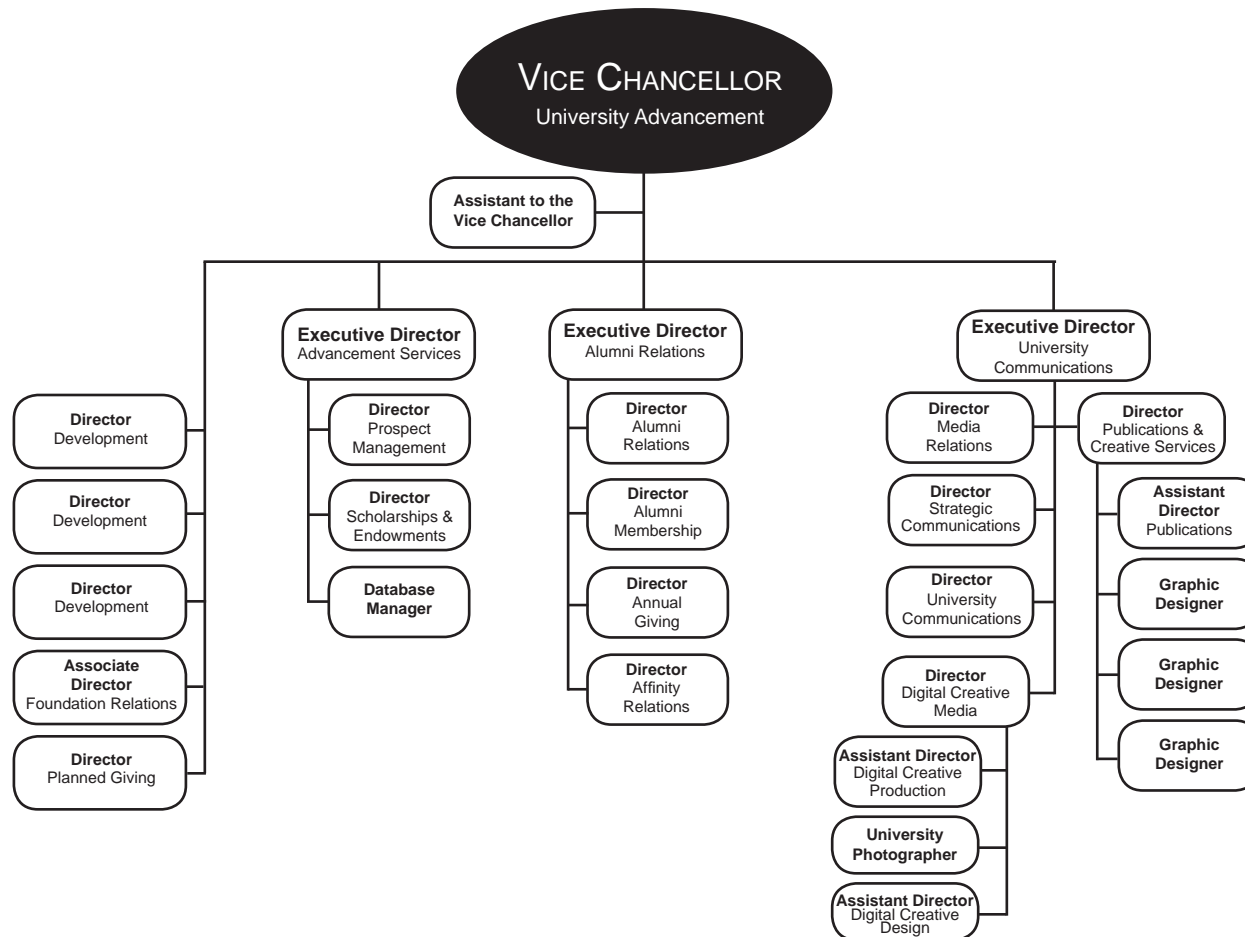 VICE CHANCELLOR
University Advancement
Assistant to the
Vice Chancellor
Executive Director
Advancement Services
Executive Director
Alumni Relations
Executive Director
University
Communications
Director
Development
Director
Development
Director
Development
Associate
Director
Foundation Relations
Director
Planned Giving
Director
Prospect
Management
Director
Scholarships &
Endowments
Database
Manager
Director
Alumni
Relations
Director
Alumni
Membership
Director
Annual
Giving
Director
Affinity
Relations
Director
Media
Relations
Director
Strategic
Communications
Director
University
Communications
Director
Digital Creative
Media
Assistant Director
Digital Creative
Production
University
Photographer
Assistant Director
Digital Creative
Design
Director
Publications &
Creative Services
Assistant
Director
Publications
Graphic
Designer
Graphic
Designer
Graphic
Designer